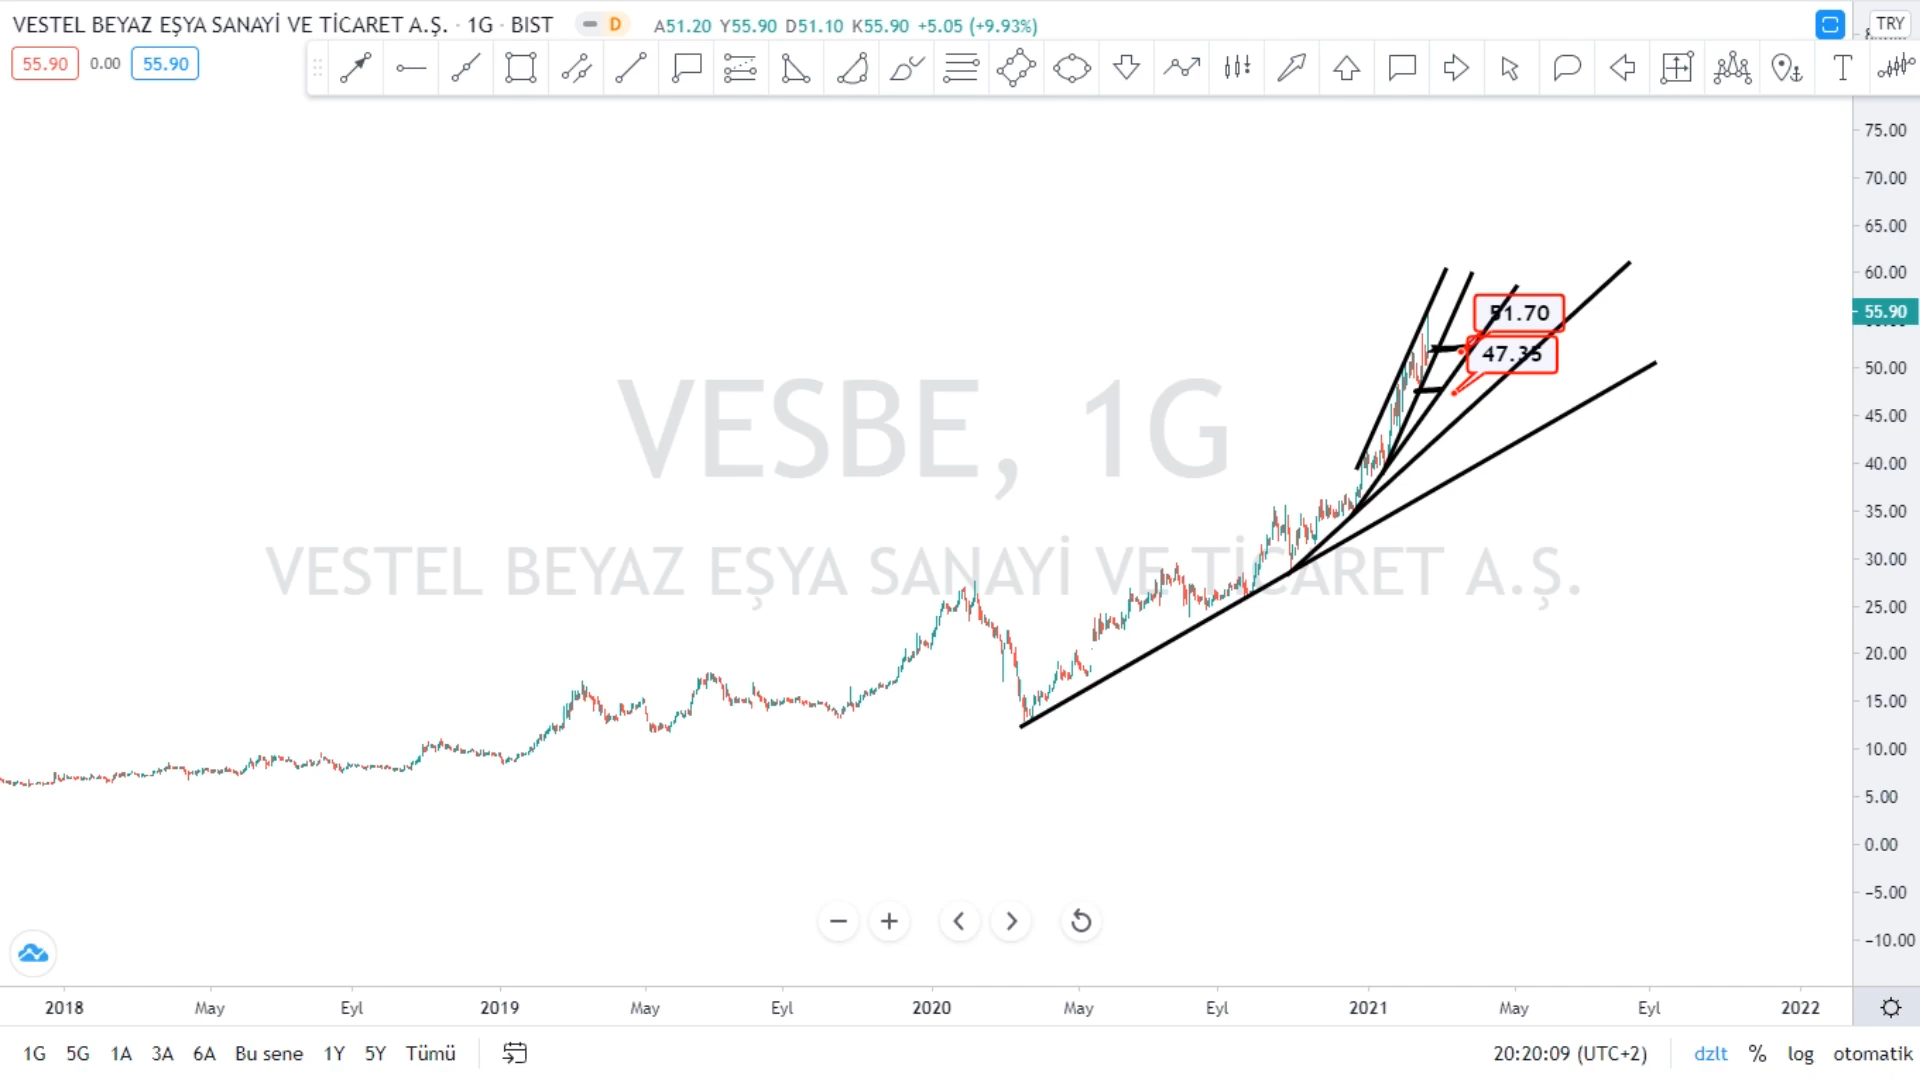 VESTEL BEYAZ EŞYA SANAYİ VE TİCARET A.Ş. · 1G · BIST D A51.20 Y55.90 D51.10 K55.90 +5.05 (+9.93%) TRY
55.90 0.00 55.90
T
75.00
70.00
65.00
60.00
55.90
51.70
47.35
50.00
45.00
40.00
35.00
30.00
25.00
20.00
15.00
10.00
5.00
0.00
−5.00
−10.00
VESBE, 1G
VESTEL BEYAZ EŞYA SANAYİ VE TİCARET A.Ş.
2018 May Eyl 2019 May Eyl 2020 May Eyl 2021 May Eyl 2022
1G 5G 1A 3A 6A Bu sene 1Y 5Y Tümü 20:20:09 (UTC+2) dzlt % log otomatik